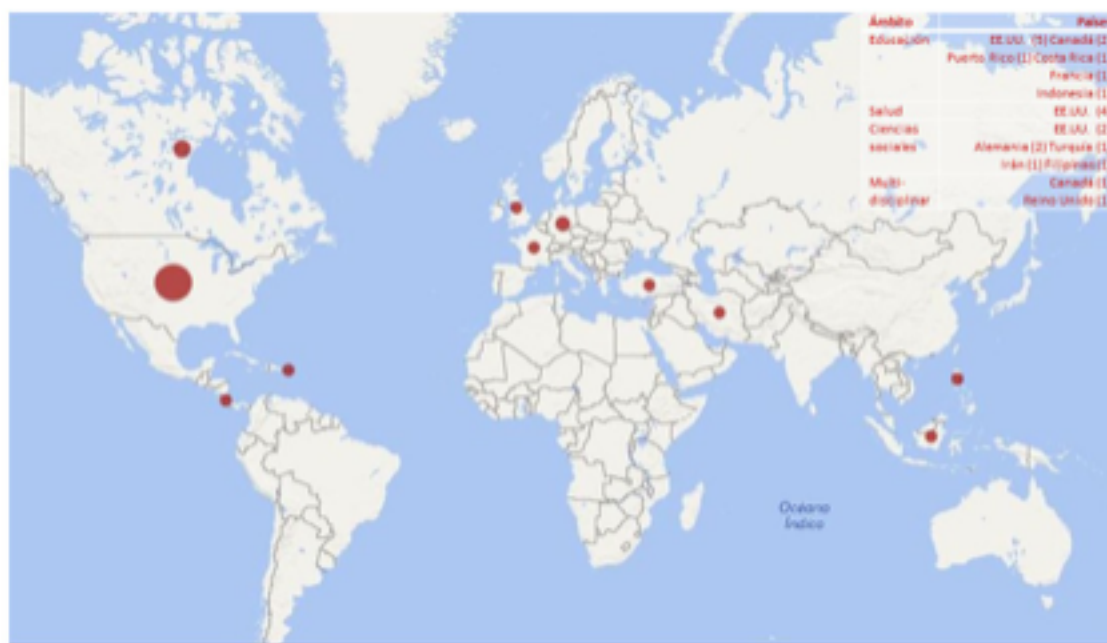 Ámbito Paíse
Educación EE.UU. (5) Canadá (2
Puerto Rico (1) Costa Rica (1
Francia (1
Indonesia (1
Salud EE.UU. (4
Ciencias EE.UU. (2
sociales Alemania (2) Turquía (1
Irán (1) Filipinas (1
Multi- Canadá (1
disciplinar Reino Unido (1
Océano
Índico